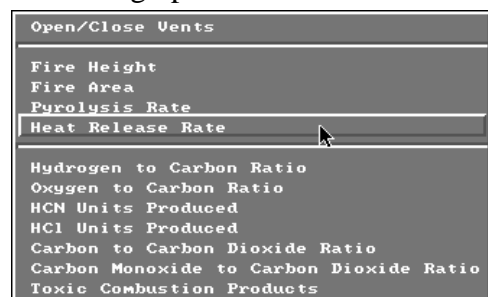 Open/Close Vents
Fire Height
Fire Area
Pyrolysis Rate
Heat Release Rate
Hydrogen to Carbon Ratio
Oxygen to Carbon Ratio
HCN Units Produced
HCl Units Produced
Carbon to Carbon Dioxide Ratio
Carbon Monoxide to Carbon Dioxide Ratio
Toxic Combustion Products